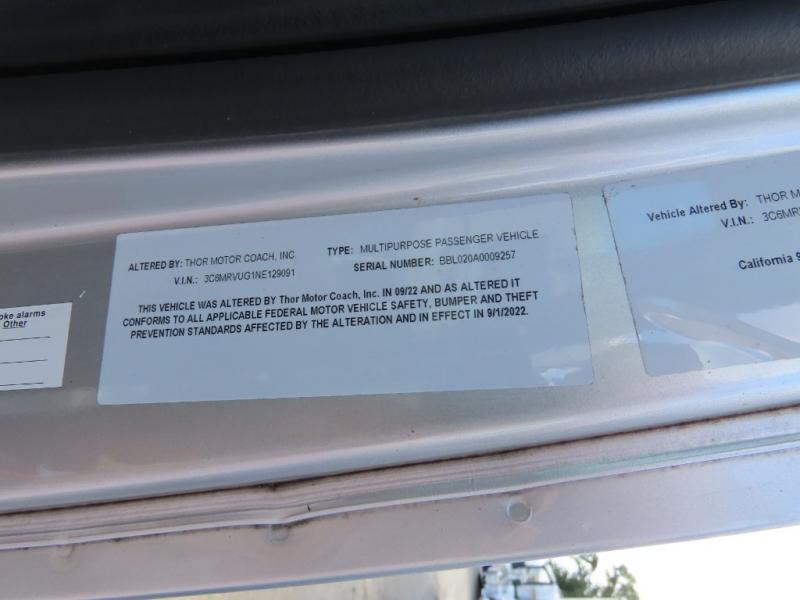 oke alarms
Other
ALTERED BY: THOR MOTOR COACH, INC
TYPE: MULTIPURPOSE PASSENGER VEHICLE
V.I.N.: 3C6MRVUG1NE129091
SERIAL NUMBER: BBL020A0009257
THIS VEHICLE WAS ALTERED BY Thor Motor Coach, Inc. IN 09/22 AND AS ALTERED IT
CONFORMS TO ALL APPLICABLE FEDERAL MOTOR VEHICLE SAFETY, BUMPER AND THEFT
PREVENTION STANDARDS AFFECTED BY THE ALTERATION AND IN EFFECT IN 9/1/2022.
Vehicle Altered By: THOR M
V.I.N.: 3C6MRV
California 9